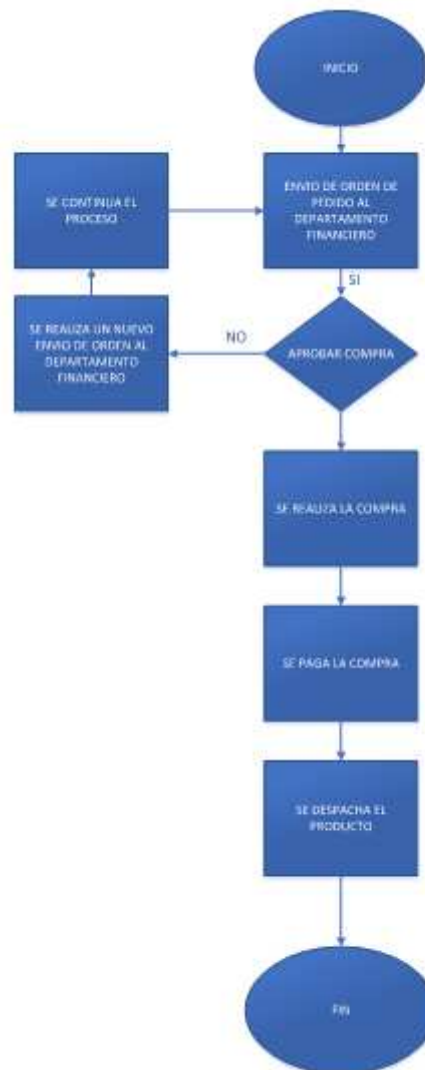 INICIO
ENVIO DE ORDEN DE
PEDIDO AL
DEPARTAMENTO
FINANCIERO
SE CONTINUA EL
PROCESO
SI
SE REALIZA UN NUEVO
ENVIO DE ORDEN AL
DEPARTAMENTO
FINANCIERO
NO
APROBAR COMPRA
SE REALIZA LA COMPRA
SE PAGA LA COMPRA
SE DESPACHA EL
PRODUCTO
FIN